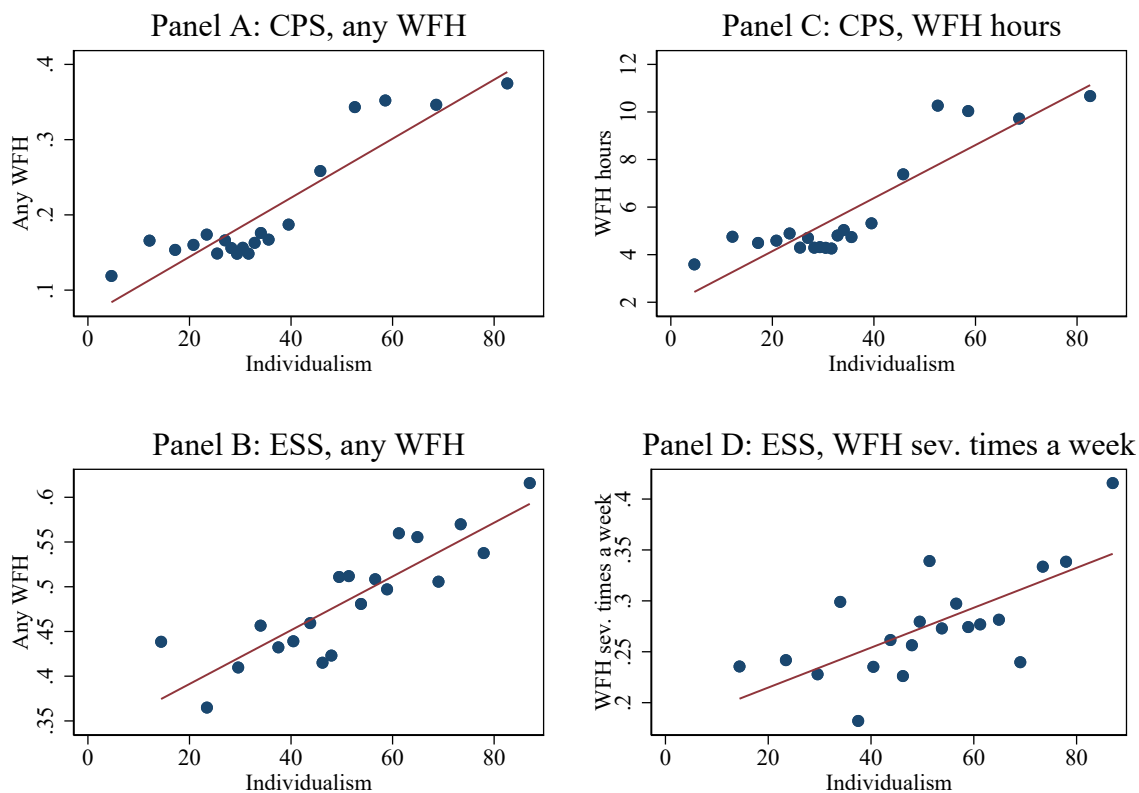 Panel A: CPS, any WFH
.4
.3
.2
.1
Any WFH
0 20 40 60 80
Individualism
Panel C: CPS, WFH hours
12
10
8
6
4
2
WFH hours
0 20 40 60 80
Individualism
Panel B: ESS, any WFH
.6
.55
.5
.45
.4
.35
Any WFH
0 20 40 60 80
Individualism
Panel D: ESS, WFH sev. times a week
.4
.35
.3
.25
.2
WFH sev. times a week
0 20 40 60 80
Individualism